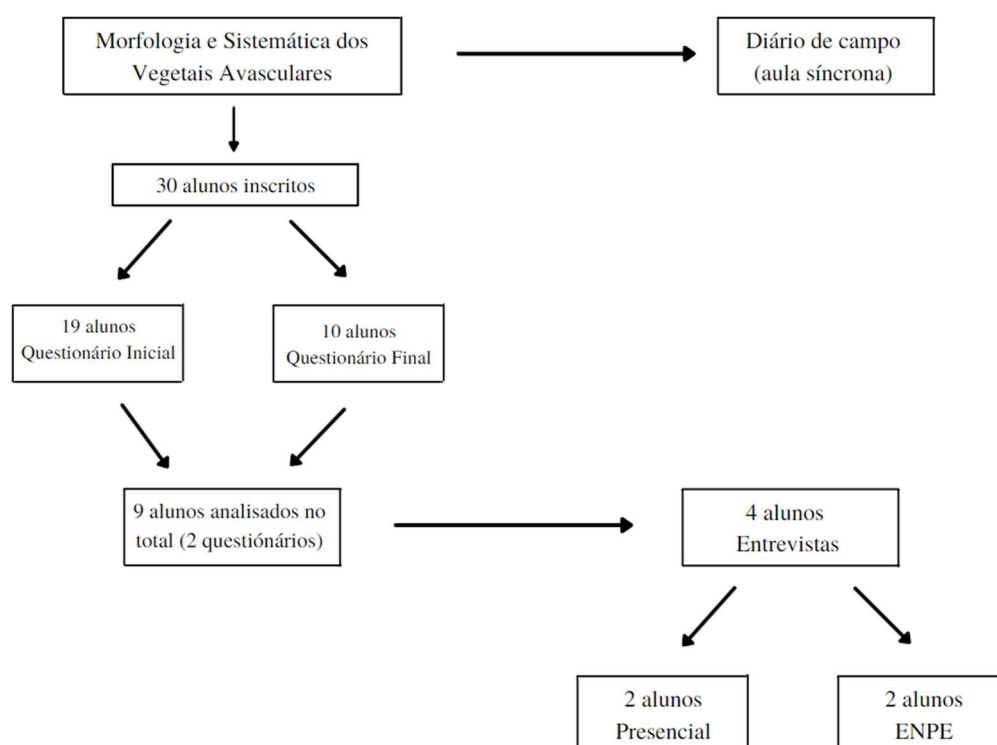 Morfologia e Sistemática dos
Vegetais Avasculares
Diário de campo
(aula síncrona)
30 alunos inscritos
19 alunos
Questionário Inicial
10 alunos
Questionário Final
9 alunos analisados no
total (2 questiónários)
4 alunos
Entrevistas
2 alunos
Presencial
2 alunos
ENPE